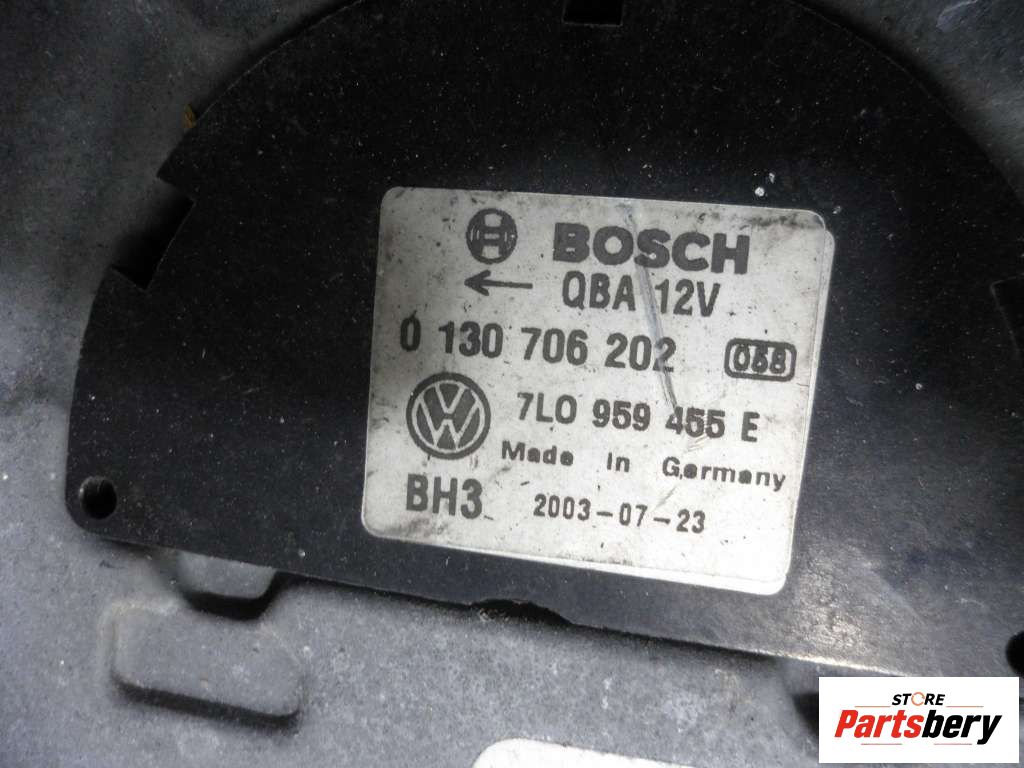 BOSCH
QBA 12V
0 130 706 202 068
7L0 959 455 E
Made in Germany
BH3 2003-07-23
STORE
Partsbery